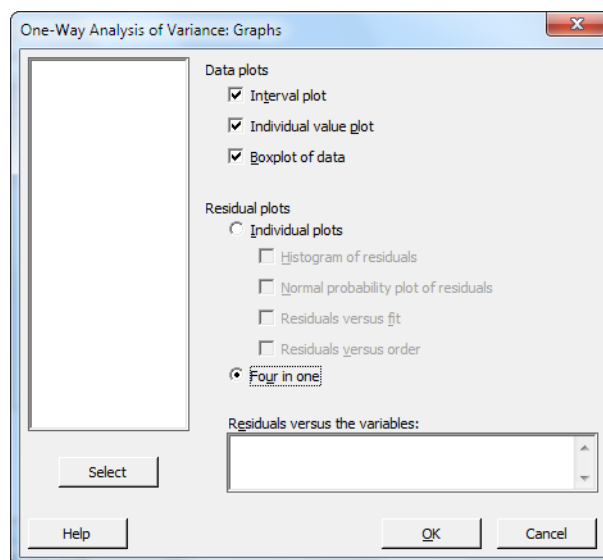 One-Way Analysis of Variance: Graphs
Data plots
Interval plot
Individual value plot
Boxplot of data
Residual plots
Individual plots
Histogram of residuals
Normal probability plot of residuals
Residuals versus fit
Residuals versus order
Four in one
Residuals versus the variables:
Select
Help
OK
Cancel